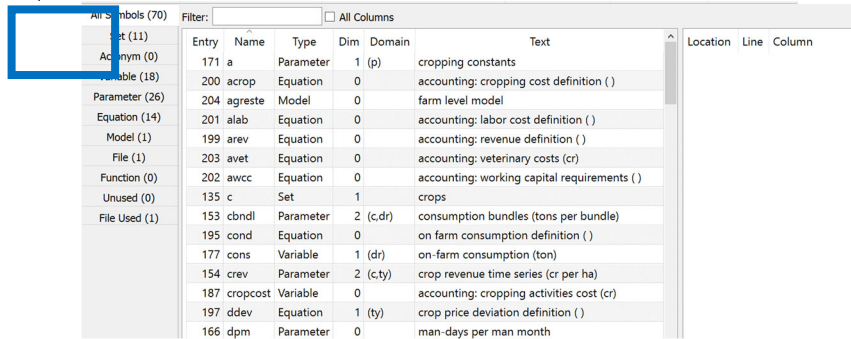 All Symbols (70)
Filter:
All Columns
Set (11)
Acronym (0)
Variable (18)
Parameter (26)
Equation (14)
Model (1)
File (1)
Function (0)
Unused (0)
File Used (1)
Entry Name Type Dim Domain Text
171 a Parameter 1 (p) cropping constants
200 acrop Equation 0 accounting: cropping cost definition ( )
204 agreste Model 0 farm level model
201 alab Equation 0 accounting: labor cost definition ( )
199 arev Equation 0 accounting: revenue definition ( )
203 avet Equation 0 accounting: veterinary costs (cr)
202 awcc Equation 0 accounting: working capital requirements ( )
135 c Set 1 crops
153 cbndl Parameter 2 (c,dr) consumption bundles (tons per bundle)
195 cond Equation 0 on farm consumption definition ( )
177 cons Variable 1 (dr) on-farm consumption (ton)
154 crev Parameter 2 (c,ty) crop revenue time series (cr per ha)
187 cropcost Variable 0 accounting: cropping activities cost (cr)
197 ddev Equation 1 (ty) crop price deviation definition ( )
166 dpm Parameter 0 man-days per man month
Location Line Column